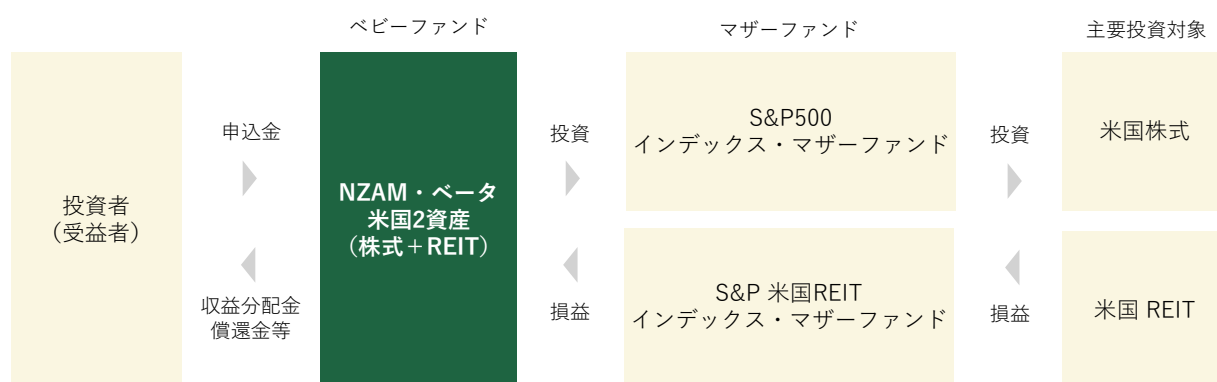 ベビーファンド
マザーファンド
主要投資対象
投資者
（受益者）
申込金
収益分配金
償還金等
NZAM・ベータ
米国2資産
（株式＋REIT）
投資
損益
S&P500
インデックス・マザーファンド
S&P 米国REIT
インデックス・マザーファンド
投資
損益
米国株式
米国 REIT